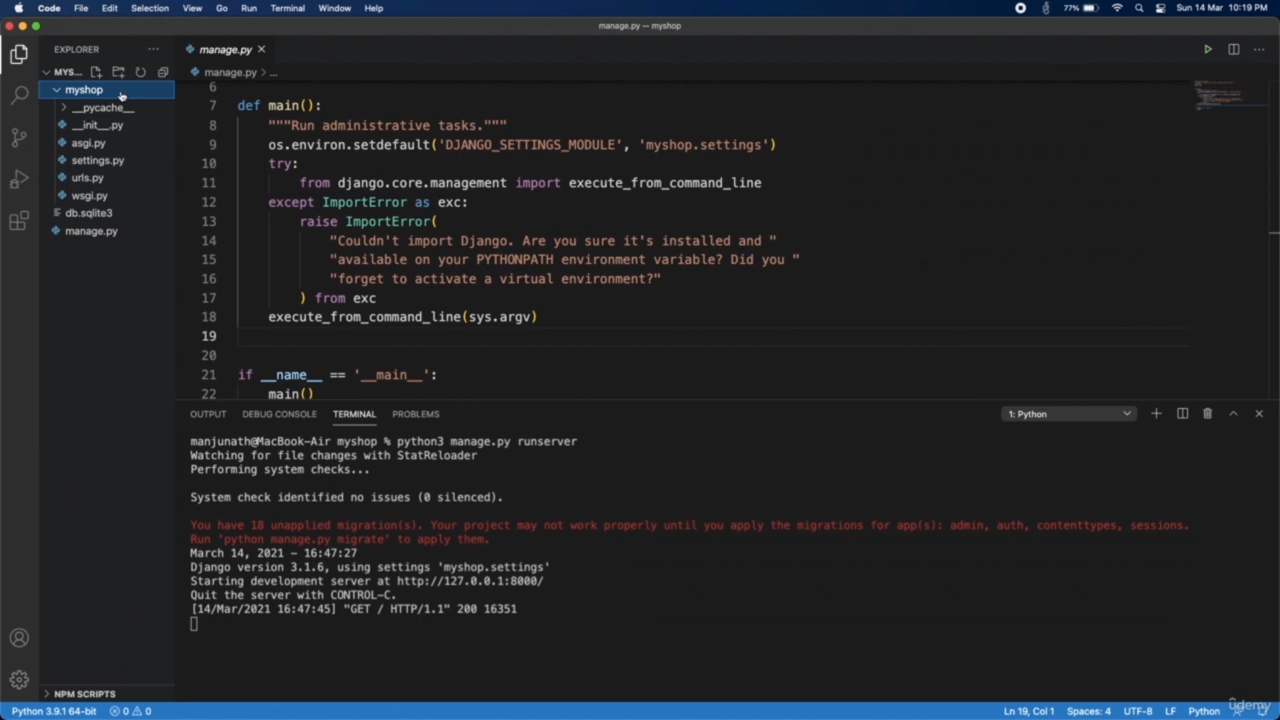 Code File Edit Selection View Go Run Terminal Window Help 77% Sun 14 Mar 10:19 PM
manage.py — myshop
EXPLORER ...
manage.py
MYS...
manage.py > ...
myshop
__pycache__
__init__.py
asgi.py
settings.py
urls.py
wsgi.py
db.sqlite3
manage.py
6
7 def main():
8 """Run administrative tasks."""
9 os.environ.setdefault('DJANGO_SETTINGS_MODULE', 'myshop.settings')
10 try:
11 from django.core.management import execute_from_command_line
12 except ImportError as exc:
13 raise ImportError(
14 "Couldn't import Django. Are you sure it's installed and "
15 "available on your PYTHONPATH environment variable? Did you "
16 "forget to activate a virtual environment?"
17 ) from exc
18 execute_from_command_line(sys.argv)
19
20
21 if __name__ == '__main__':
22 main()
OUTPUT DEBUG CONSOLE TERMINAL PROBLEMS 1: Python
manjunath@MacBook-Air myshop % python3 manage.py runserver
Watching for file changes with StatReloader
Performing system checks...
System check identified no issues (0 silenced).
You have 18 unapplied migration(s). Your project may not work properly until you apply the migrations for app(s): admin, auth, contenttypes, sessions.
Run 'python manage.py migrate' to apply them.
March 14, 2021 - 16:47:27
Django version 3.1.6, using settings 'myshop.settings'
Starting development server at http://127.0.0.1:8000/
Quit the server with CONTROL-C.
[14/Mar/2021 16:47:45] "GET / HTTP/1.1" 200 16351
NPM SCRIPTS
Python 3.9.1 64-bit 0 0 Ln 19, Col 1 Spaces: 4 UTF-8 LF Python
udemy